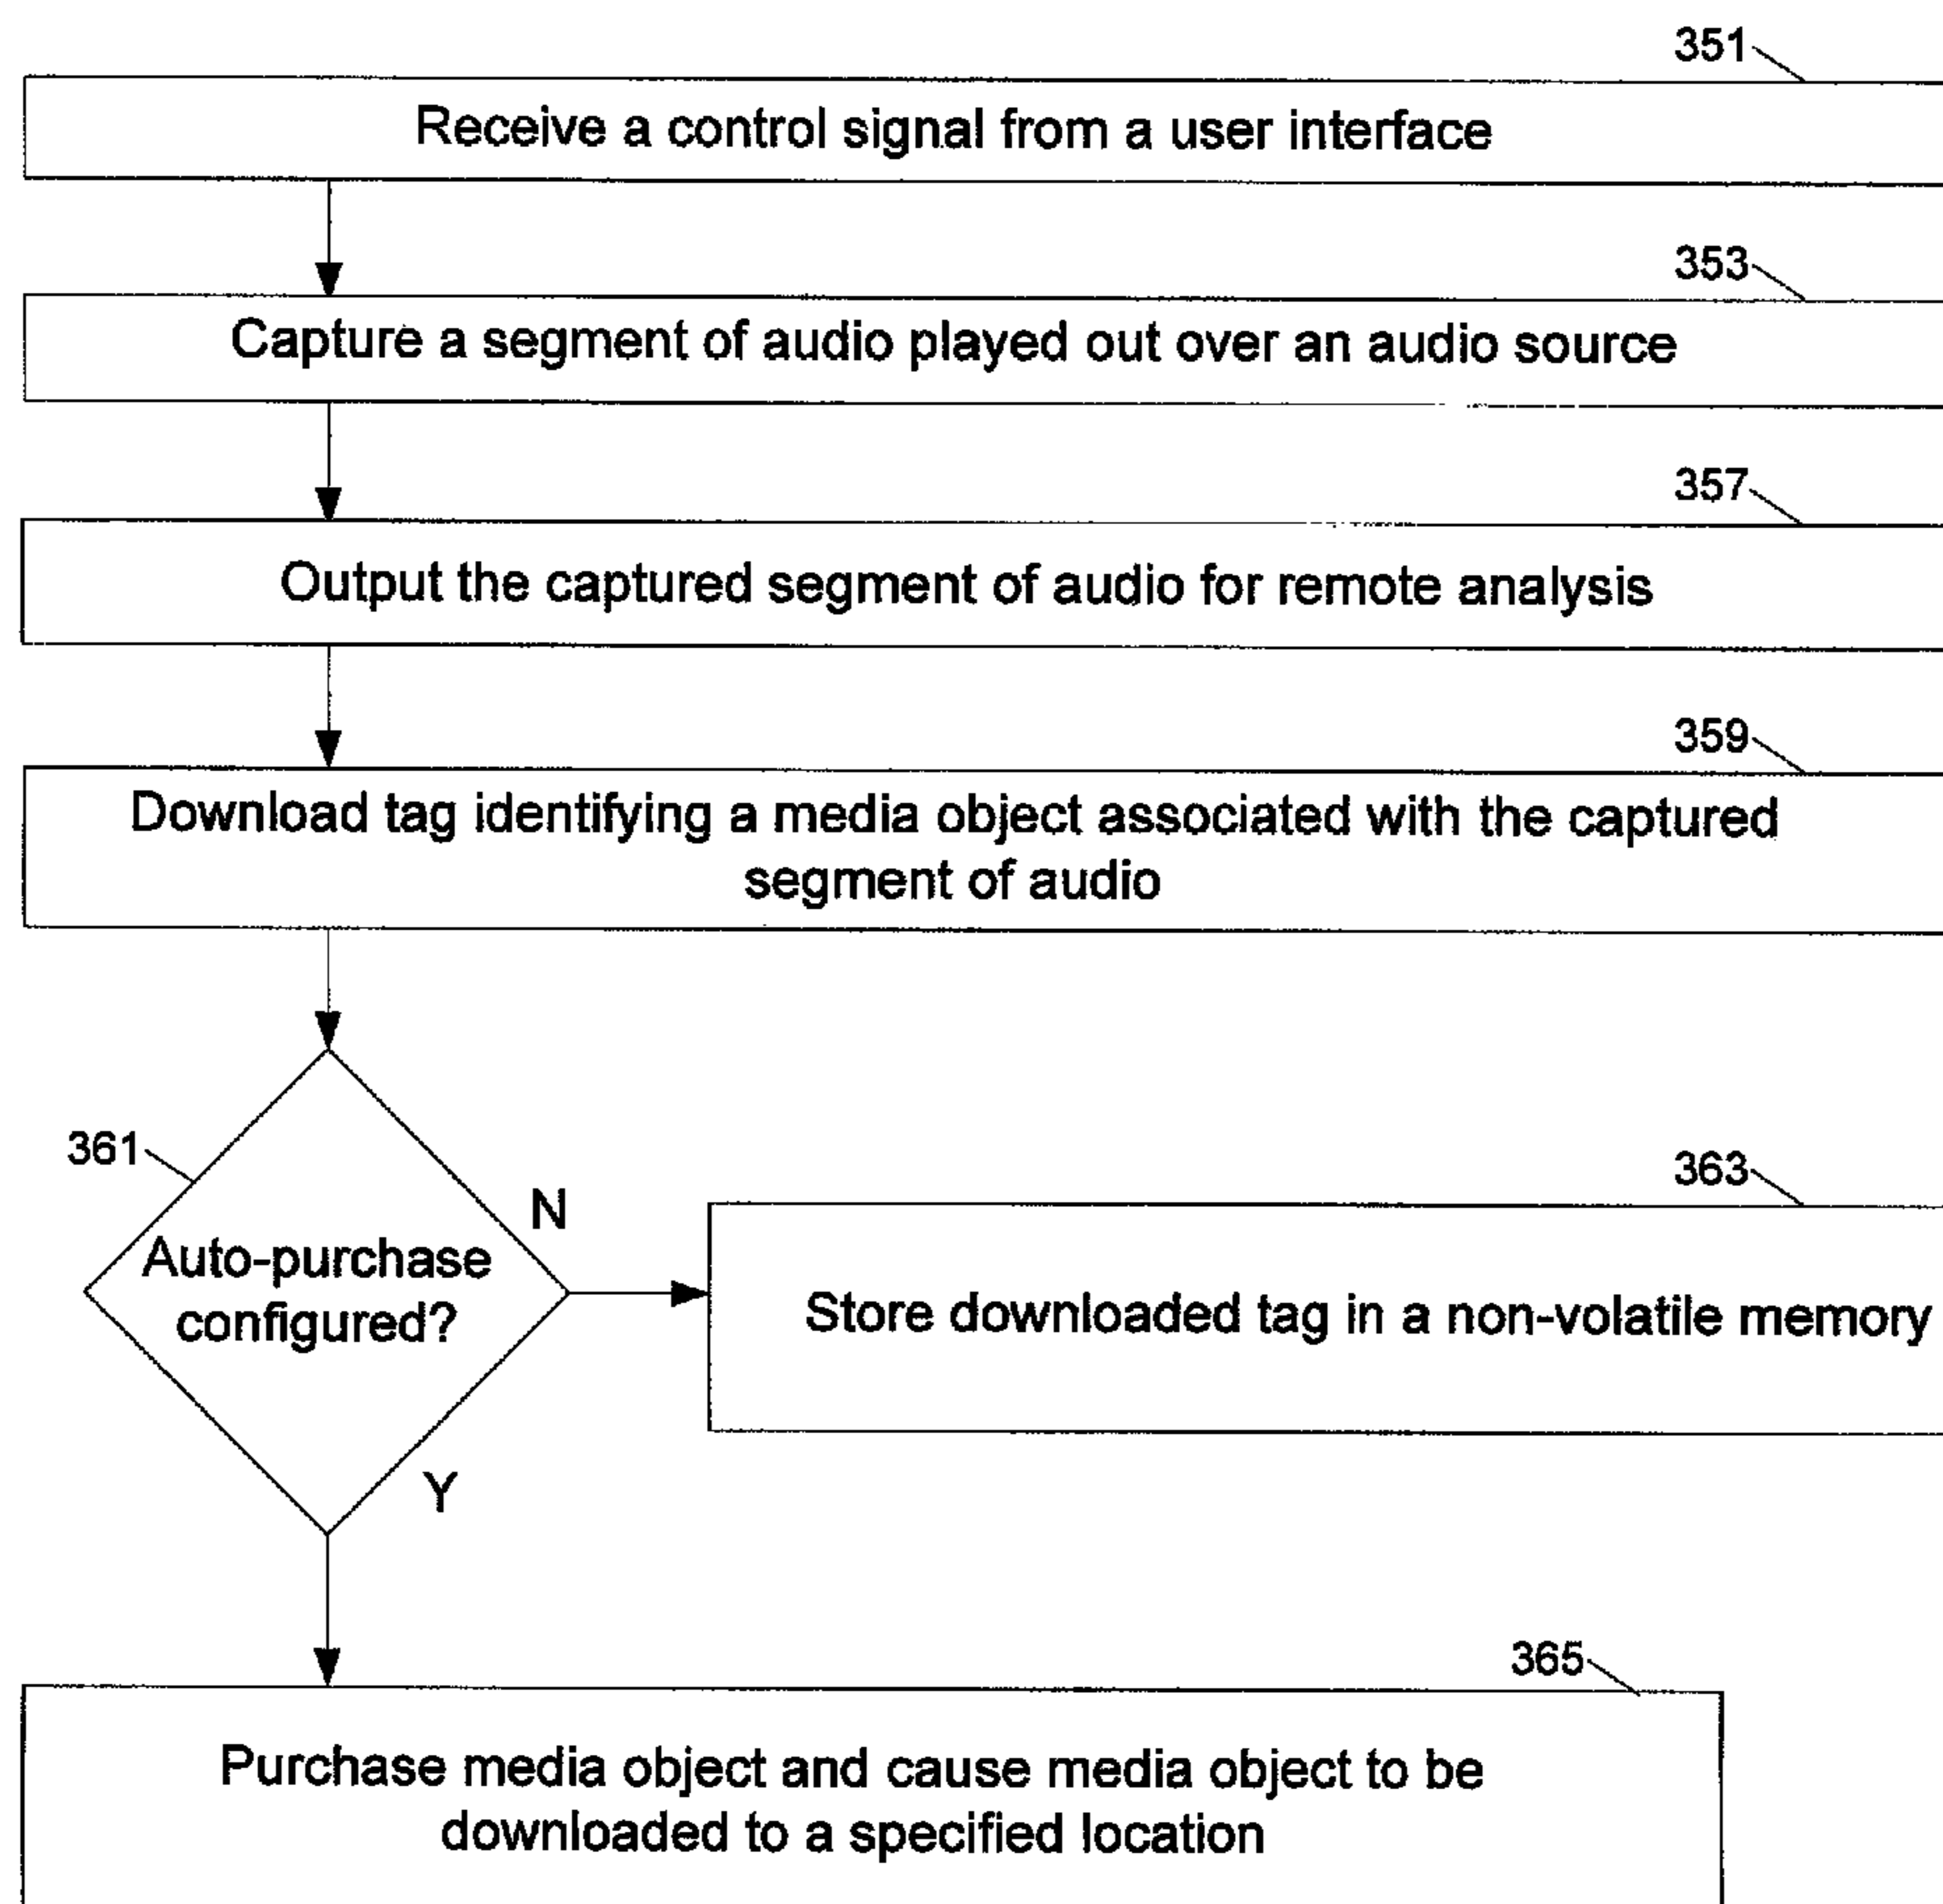 351
Receive a control signal from a user interface
353
Capture a segment of audio played out over an audio source
357
Output the captured segment of audio for remote analysis
359
Download tag identifying a media object associated with the captured
segment of audio
361
Auto-purchase
configured?
N
363
Store downloaded tag in a non-volatile memory
Y
365
Purchase media object and cause media object to be
downloaded to a specified location